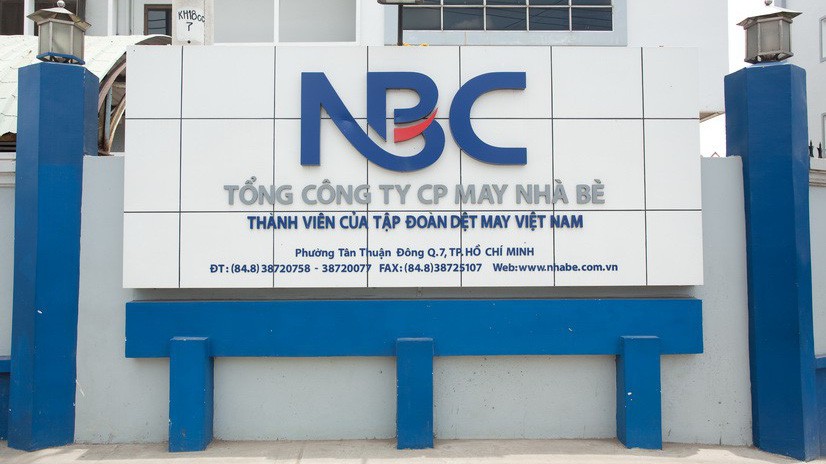 KH18CC
7
NBC
TỔNG CÔNG TY CP MAY NHÀ BÈ
THÀNH VIÊN CỦA TẬP ĐOÀN DỆT MAY VIỆT NAM
Phường Tân Thuận Đông Q.7, TP. HỒ CHÍ MINH
ĐT: (84.8) 38720758 - 38720077 FAX: (84.8)38725107 Web: www.nhabe.com.vn